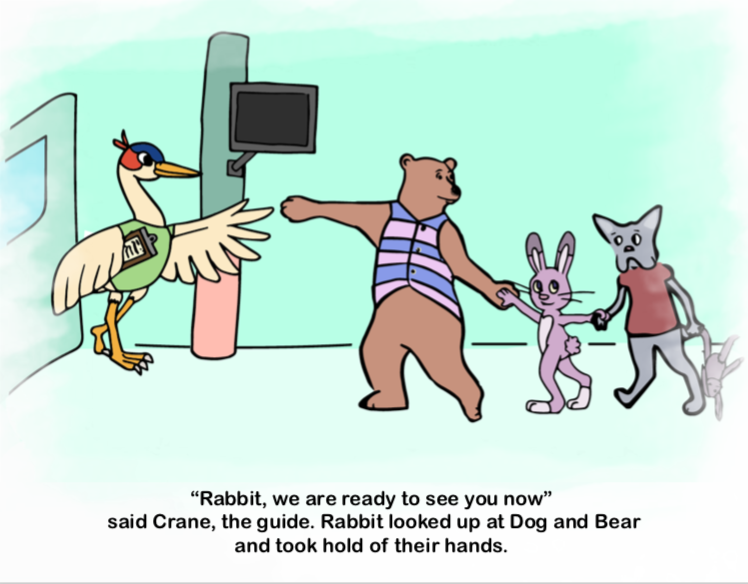 “Rabbit, we are ready to see you now”
said Crane, the guide. Rabbit looked up at Dog and Bear
and took hold of their hands.